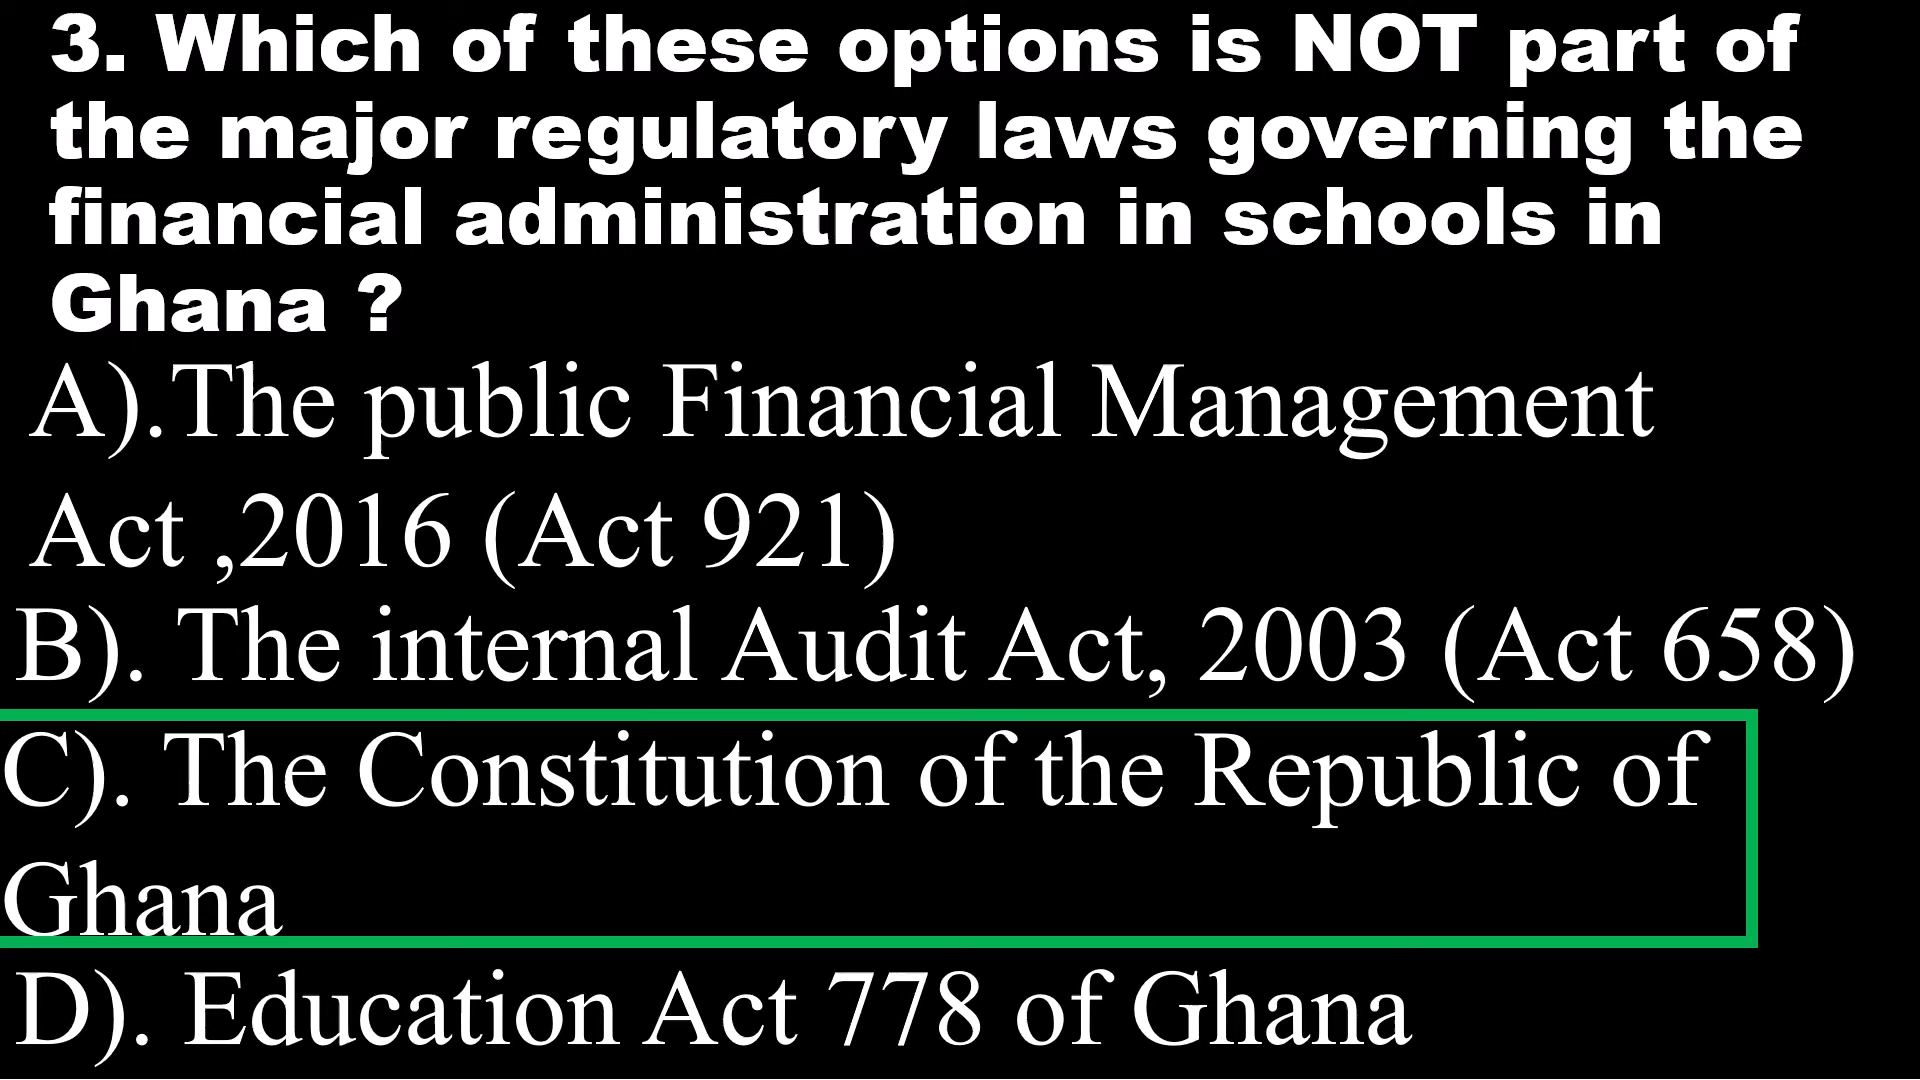 3. Which of these options is NOT part of
the major regulatory laws governing the
financial administration in schools in
Ghana ?
A).The public Financial Management
Act ,2016 (Act 921)
B). The internal Audit Act, 2003 (Act 658)
C). The Constitution of the Republic of
Ghana
D). Education Act 778 of Ghana